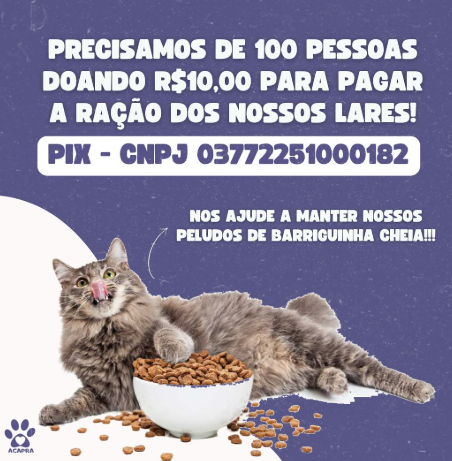 PRECISAMOS DE 100 PESSOAS
DOANDO R$10,00 PARA PAGAR
A RAÇÃO DOS NOSSOS LARES!
PIX - CNPJ 03772251000182
NOS AJUDE A MANTER NOSSOS
PELUDOS DE BARRIGUINHA CHEIA!!!
ACAPRA